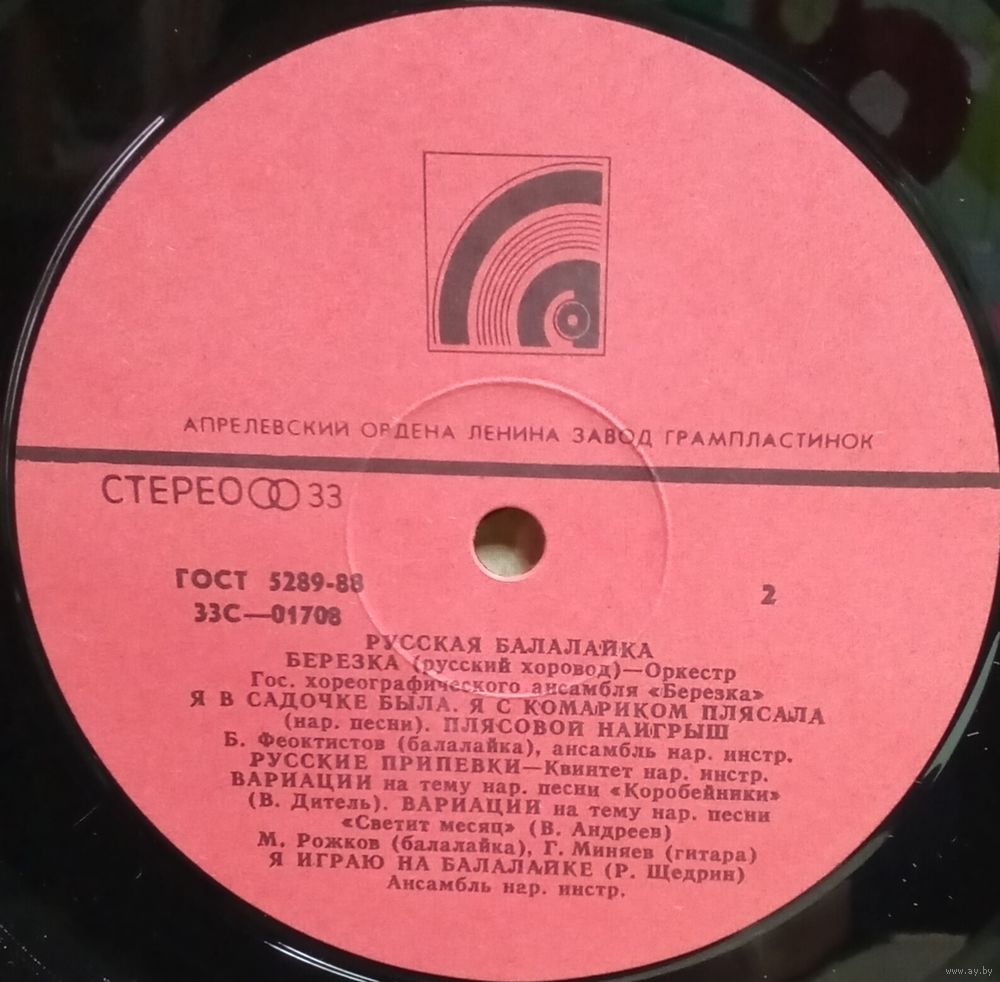 АПРЕЛЕВСКИЙ ОРДЕНА ЛЕНИНА ЗАВОД ГРАМПЛАСТИНОК
СТЕРЕО 33
ГОСТ 5289-88
2
33С—01708
РУССКАЯ БАЛАЛАЙКА
БЕРЕЗКА (русский хоровод)—Оркестр
Гос. хореографического ансамбля «Березка»
Я В САДОЧКЕ БЫЛА. Я С КОМАРИКОМ ПЛЯСАЛА
(нар. песни). ПЛЯСОВОЙ НАИГРЫШ
Б. Феоктистов (балалайка), ансамбль нар. инстр.
РУССКИЕ ПРИПЕВКИ—Квинтет нар. инстр.
ВАРИАЦИИ на тему нар. песни «Коробейники»
(В. Дитель). ВАРИАЦИИ на тему нар. песни
«Светит месяц» (В. Андреев)
М. Рожков (балалайка), Г. Миняев (гитара)
Я ИГРАЮ НА БАЛАЛАЙКЕ (Р. Щедрин)
Ансамбль нар. инстр.
www.ay.by